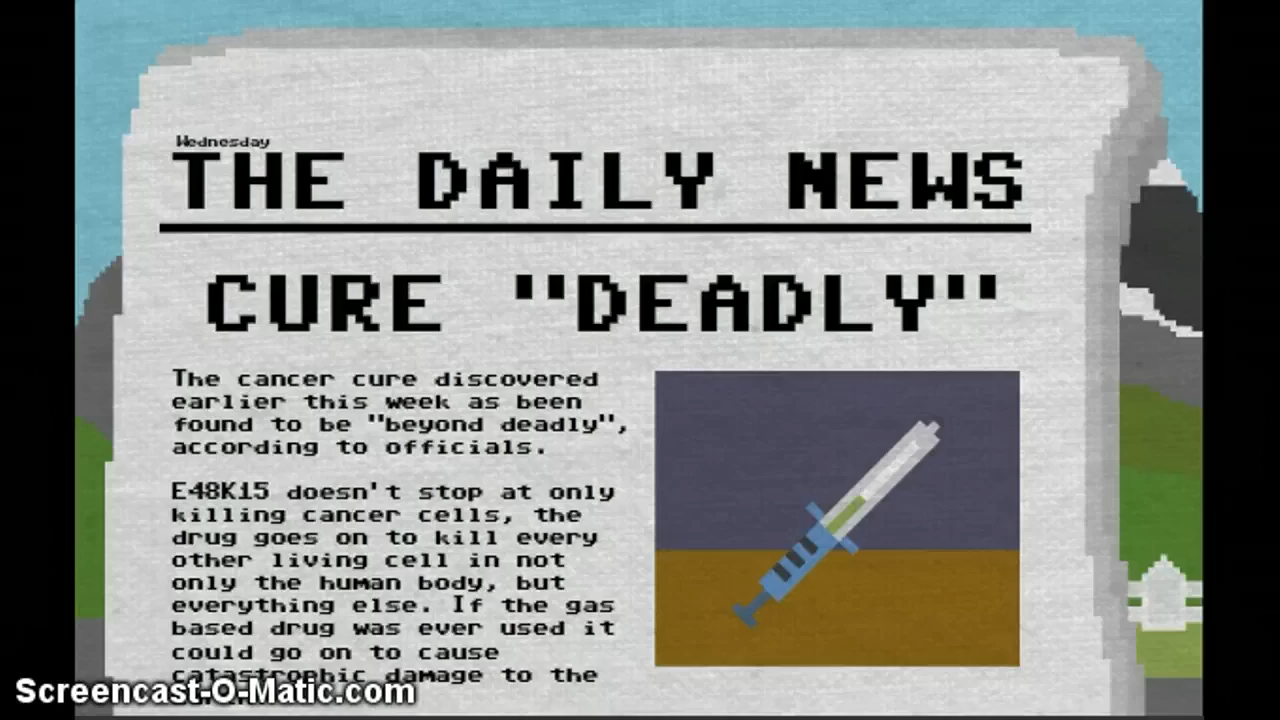 Wednesday
THE DAILY NEWS
CURE "DEADLY"
The cancer cure discovered
earlier this week as been
found to be "beyond deadly",
according to officials.
E48K15 doesn't stop at only
killing cancer cells, the
drug goes on to kill every
other living cell in not
only the human body, but
everything else. If the gas
based drug was ever used it
could go on to cause
catastrophic damage to the
Screencast-O-Matic.com